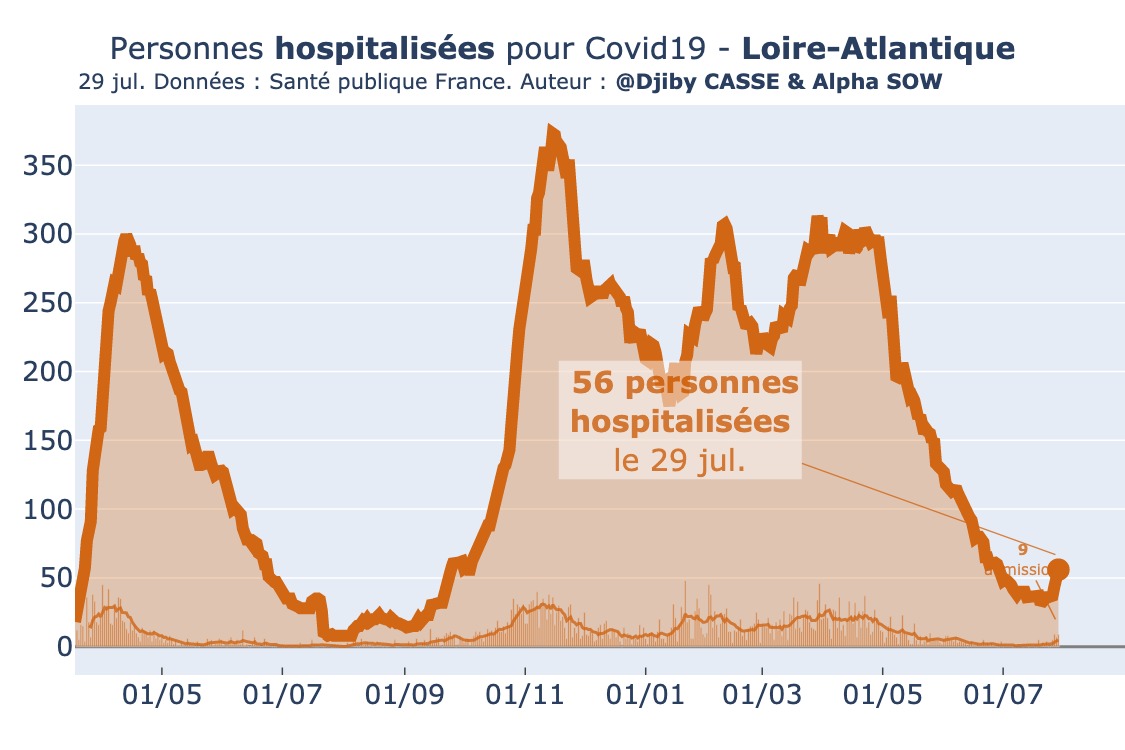 Personnes hospitalisées pour Covid19 - Loire-Atlantique
29 jul. Données : Santé publique France. Auteur : @Djiby CASSE & Alpha SOW
350
300
250
200
150
100
50
0
56 personnes
hospitalisées
le 29 jul.
9
admission
01/05
01/07
01/09
01/11
01/01
01/03
01/05
01/07